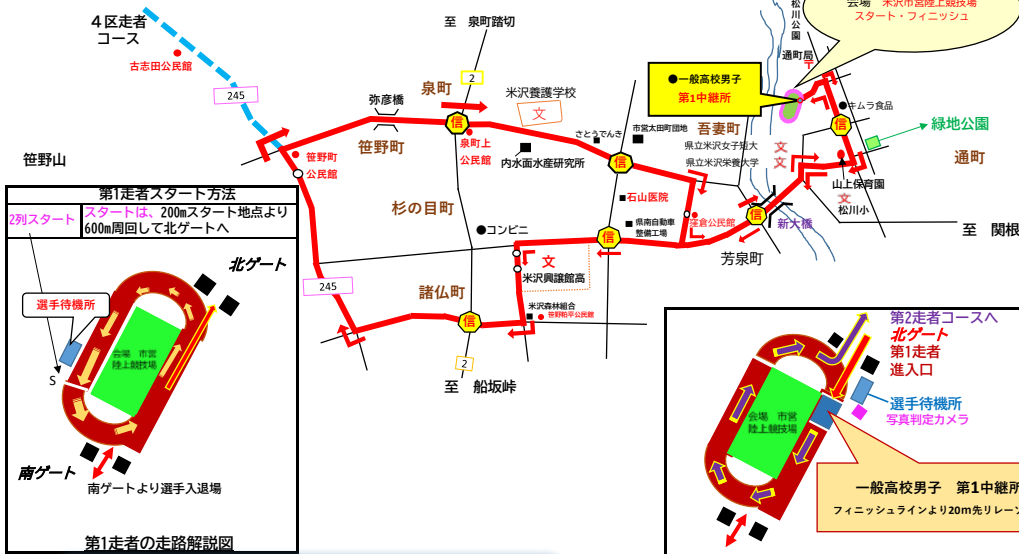 ４区走者
コース
古志田公民館
245
至　泉町踏切
2
泉町
弥彦橋
米沢養護学校
文
信
泉町上
公民館
笹野町
笹野町
公民館
笹野山
内水面水産研究所
さとうでんき
市営太田町団地
信
●一般高校男子
第1中継所
吾妻町
県立米沢女子短大
県立米沢栄養大学
文
文
松川公園
会場　米沢市営陸上競技場
スタート・フィニッシュ
通町局
キムラ食品
信
緑地公園
通町
山上保育園
文
松川小
至　関根
石山医院
県南自動車
整備工場
窪倉公民館
信
新大橋
芳泉町
杉の目町
コンビニ
信
文
米沢興譲館高
245
諸仏町
信
米沢森林組合
笹野舘平公民館
2
至　船坂峠
第1走者スタート方法
2列スタート
スタートは、200mスタート地点より
600m周回して北ゲートへ
北ゲート
選手待機所
会場　市営
陸上競技場
S
南ゲート
南ゲートより選手入退場
第1走者の走路解説図
第2走者コースへ
北ゲート
第1走者
進入口
選手待機所
写真判定カメラ
会場　市営
陸上競技場
一般高校男子　第1中継所
フィニッシュラインより20m先リレーゾ